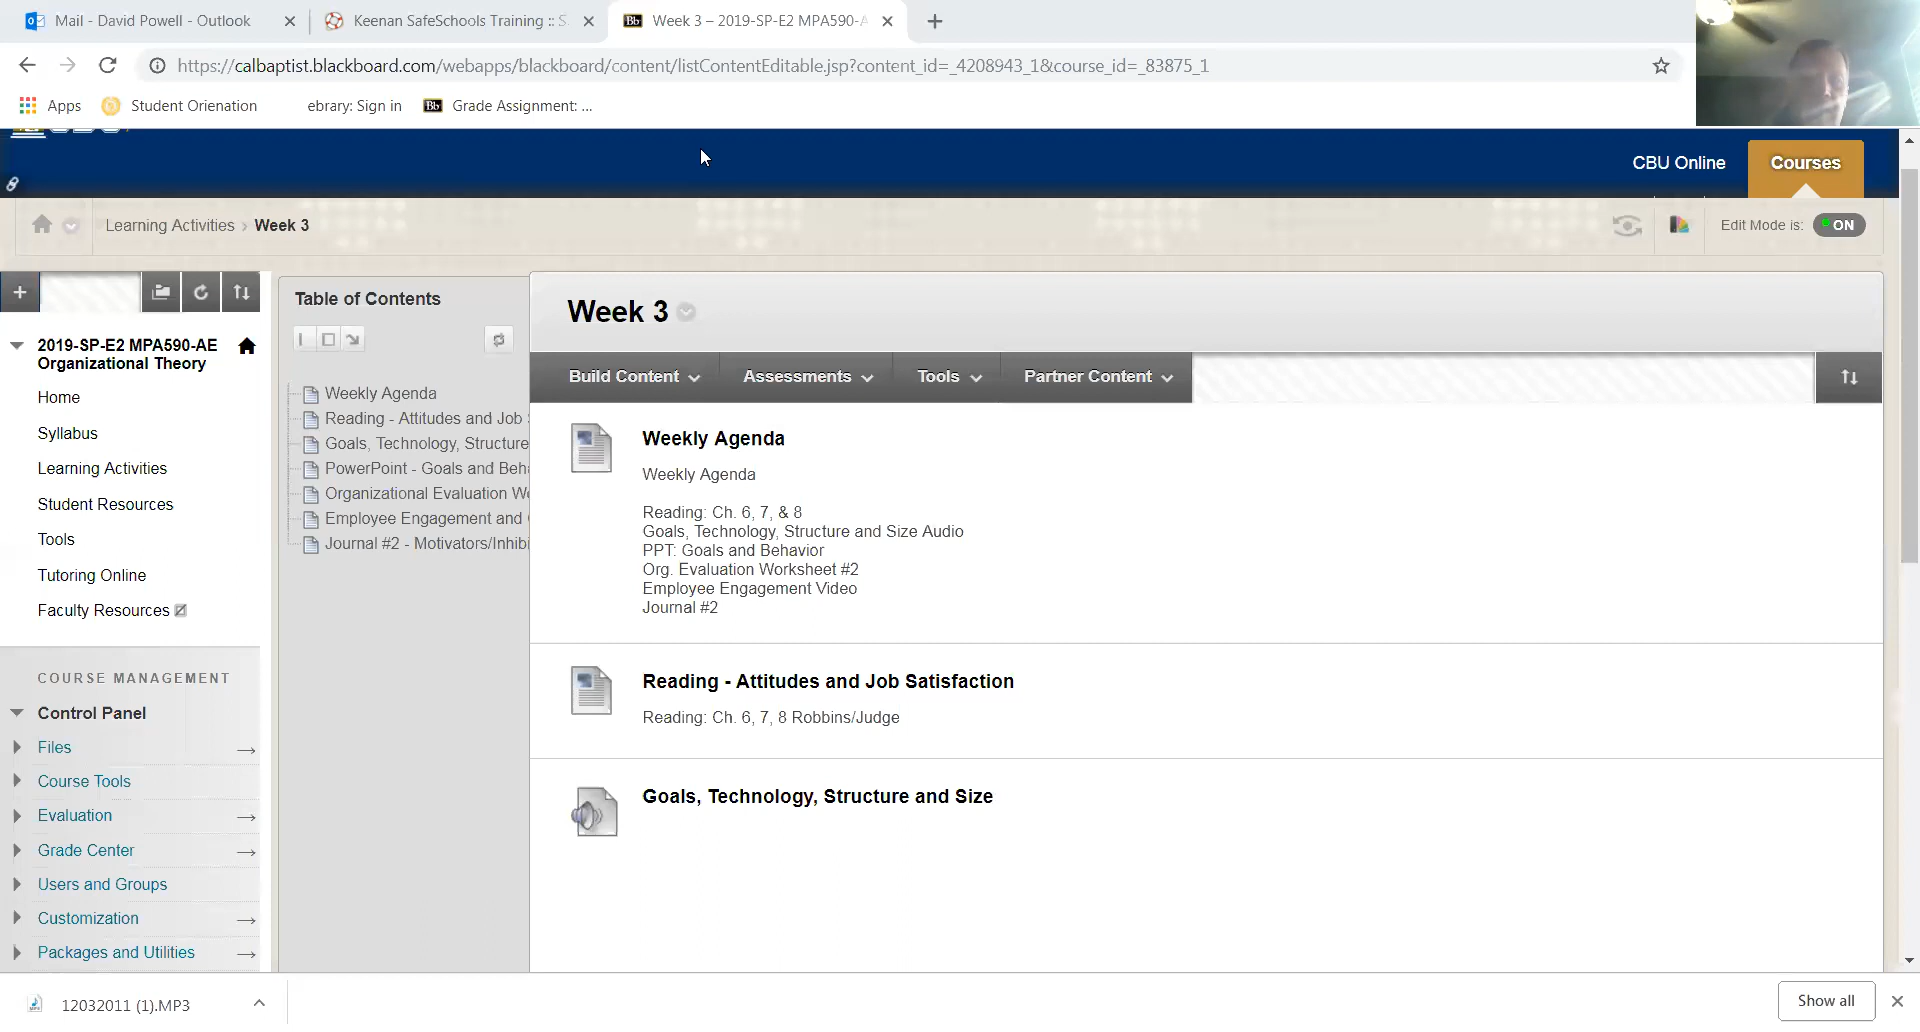 Mail - David Powell - Outlook
Keenan SafeSchools Training :: S
Week 3 – 2019-SP-E2 MPA590-A
https://calbaptist.blackboard.com/webapps/blackboard/content/listContentEditable.jsp?content_id=_4208943_1&course_id=_83875_1
Apps
Student Orienation
ebrary: Sign in
Bb
Grade Assignment: ...
CBU Online
Courses
Learning Activities › Week 3
Edit Mode is:
ON
2019-SP-E2 MPA590-AE
Organizational Theory
Home
Syllabus
Learning Activities
Student Resources
Tools
Tutoring Online
Faculty Resources
COURSE MANAGEMENT
Control Panel
Files
Course Tools
Evaluation
Grade Center
Users and Groups
Customization
Packages and Utilities
Table of Contents
Weekly Agenda
Reading - Attitudes and Job
Goals, Technology, Structure
PowerPoint - Goals and Beh
Organizational Evaluation W
Employee Engagement and
Journal #2 - Motivators/Inhibi
Week 3
Build Content
Assessments
Tools
Partner Content
Weekly Agenda
Weekly Agenda
Reading: Ch. 6, 7, & 8
Goals, Technology, Structure and Size Audio
PPT: Goals and Behavior
Org. Evaluation Worksheet #2
Employee Engagement Video
Journal #2
Reading - Attitudes and Job Satisfaction
Reading: Ch. 6, 7, 8 Robbins/Judge
Goals, Technology, Structure and Size
12032011 (1).MP3
Show all